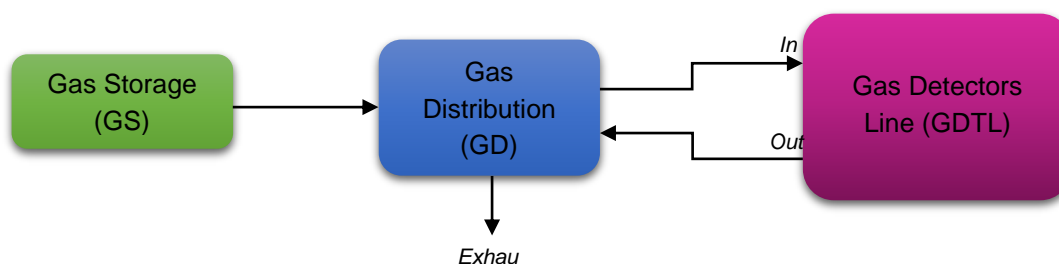 Gas Storage
(GS)
Gas
Distribution
(GD)
In
Gas Detectors
Line (GDTL)
Out
Exhau